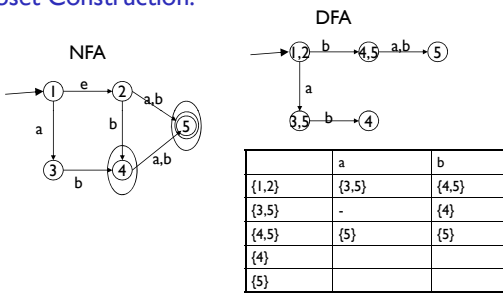 oset Construction:
NFA
1
e
2
a,b
a
b
5
3
b
4
a,b
DFA
1,2
b
4,5
a,b
5
a
3,5
b
4
a b
{1,2} {3,5} {4,5}
{3,5} - {4}
{4,5} {5} {5}
{4}
{5}